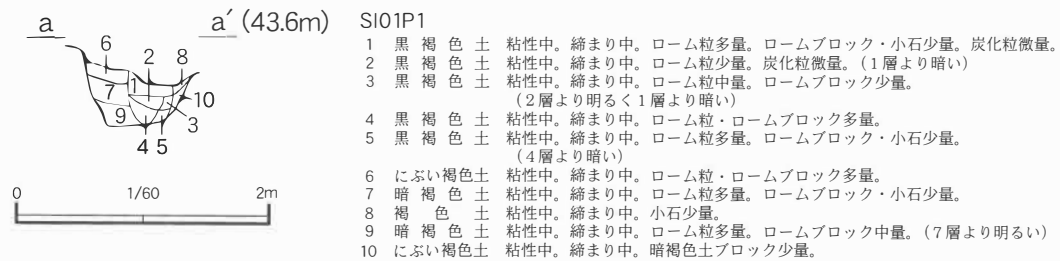 a a′ (43.6m)
6 2 8
1
7 10
9 3
4 5
0 1/60 2m
SI01P1
1 黒褐色土 粘性中。締まり中。ローム粒多量。ロームブロック・小石少量。炭化粒微量。
2 黒褐色土 粘性中。締まり中。ローム粒少量。炭化粒微量。(1層より暗い)
3 黒褐色土 粘性中。締まり中。ローム粒中量。ロームブロック少量。
(2層より明るく1層より暗い)
4 黒褐色土 粘性中。締まり中。ローム粒・ロームブロック多量。
5 黒褐色土 粘性中。締まり中。ローム粒多量。ロームブロック・小石少量。
(4層より暗い)
6 にぶい褐色土 粘性中。締まり中。ローム粒・ロームブロック多量。
7 暗褐色土 粘性中。締まり中。ローム粒多量。ロームブロック・小石少量。
8 褐色土 粘性中。締まり中。小石少量。
9 暗褐色土 粘性中。締まり中。ローム粒多量。ロームブロック中量。(7層より明るい)
10 にぶい褐色土 粘性中。締まり中。暗褐色土ブロック少量。